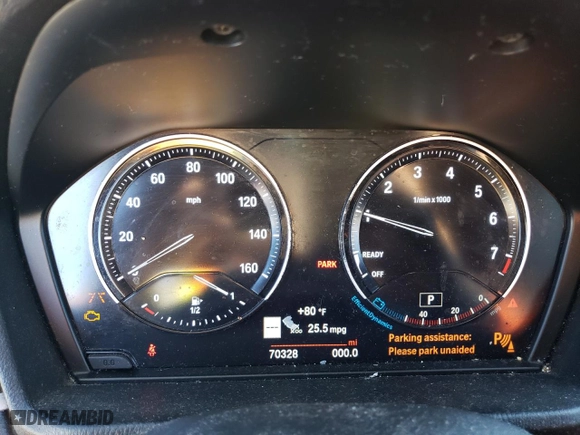 80
60
100
40
mph
120
20
140
0
160
0
1
1/2
+80 °F
---
25.5 mpg
mi
70328 000.0
PARK
3
4
2
5
1/min x 1000
1
6
READY
7
OFF
P
EfficientDynamics
40
20
0
Parking assistance:
Please park unaided
P
DREAMBID